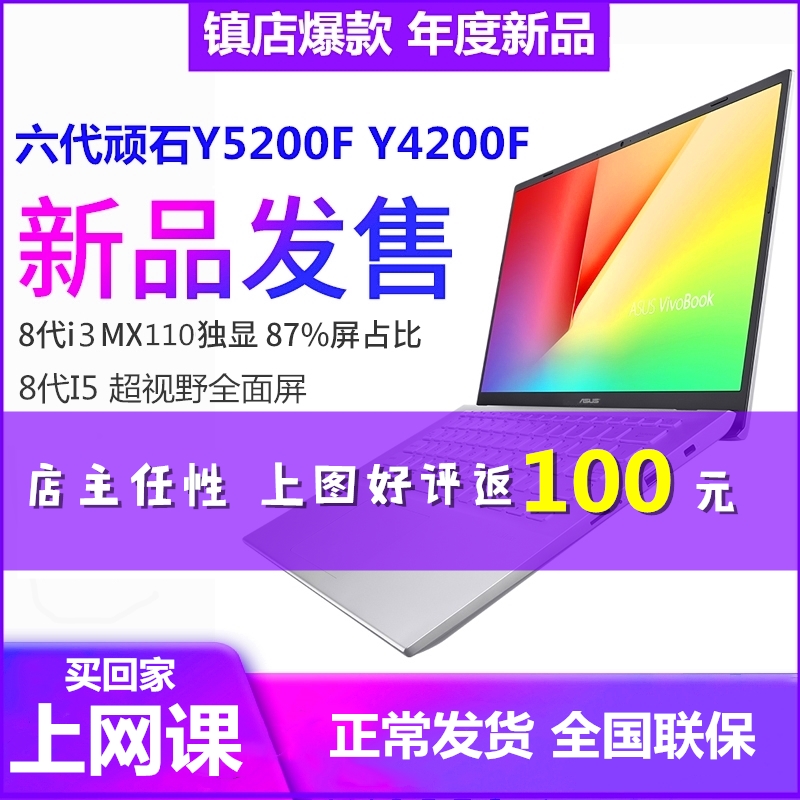 镇店爆款 年度新品
六代顽石Y5200F Y4200F
新品发售
8代i3MX110独显 87%屏占比
8代I5 超视野全面屏
ASUS VivoBook
ASUS
店主任性 上图好评返100元
买回家
上网课
正常发货 全国联保